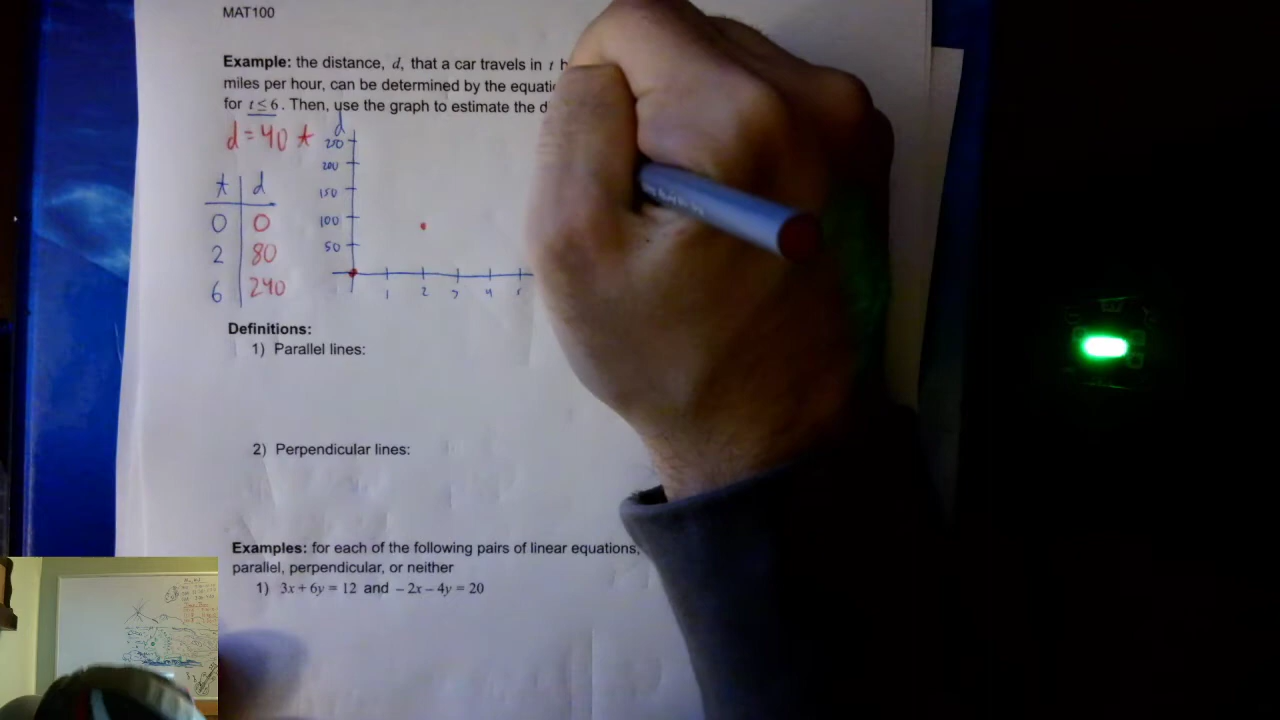 MAT100
Example: the distance, d, that a car travels in t h
miles per hour, can be determined by the equati
for t ≤ 6. Then, use the graph to estimate the d
d = 40 t
d
200
150
100
50
t d
0 0
2 80
6 240
1 2 3 4 5
Definitions:
1) Parallel lines:
2) Perpendicular lines:
Examples: for each of the following pairs of linear equations,
parallel, perpendicular, or neither
1) 3x + 6y = 12 and − 2x − 4y = 20